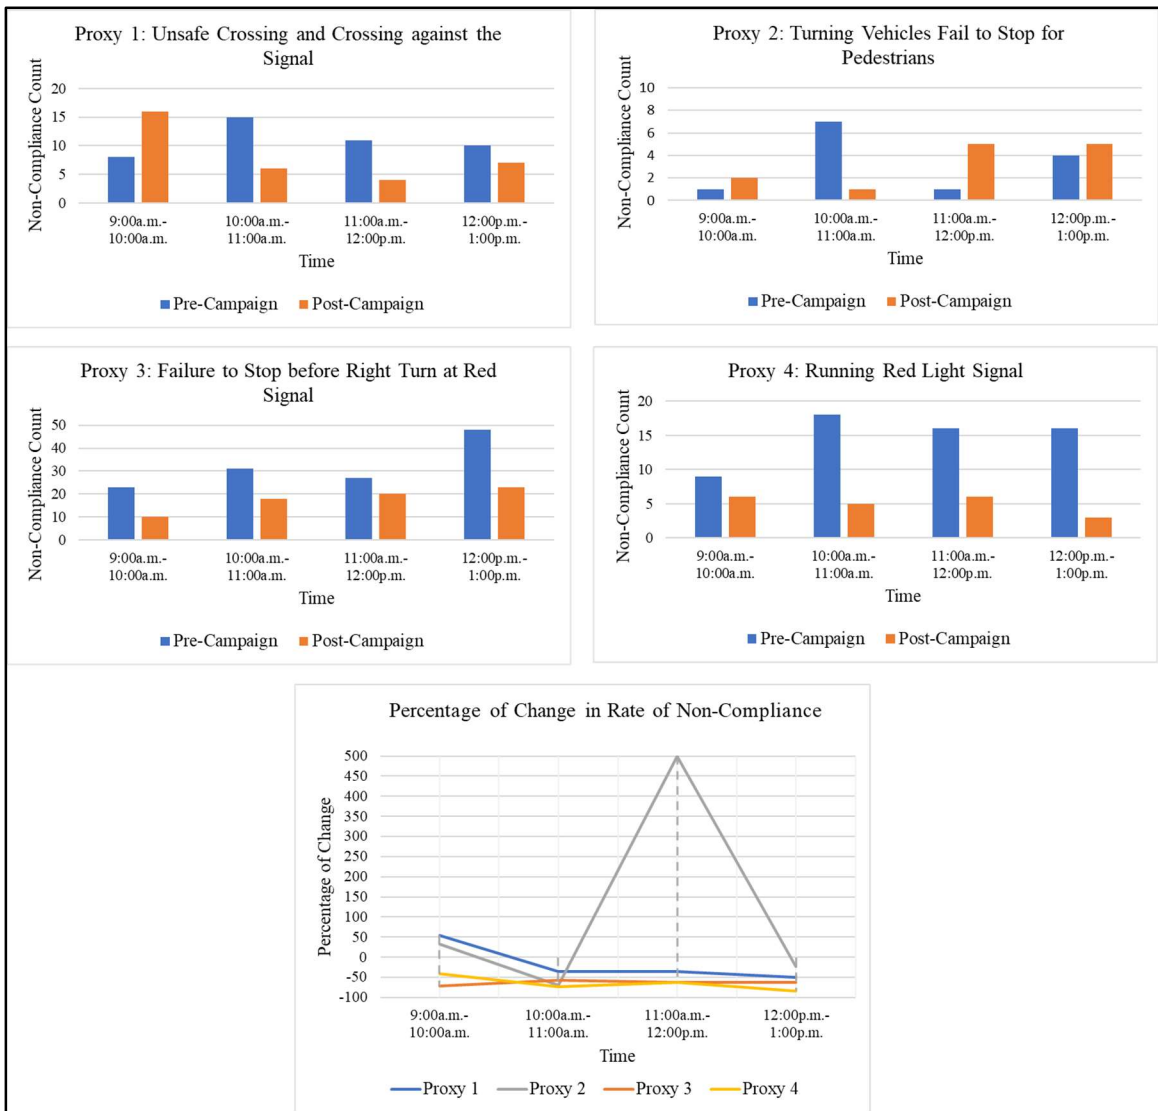 Proxy 1: Unsafe Crossing and Crossing against the
Signal
Non-Compliance Count
20
15
10
5
0
9:00a.m.- 10:00a.m.- 11:00a.m.- 12:00p.m.-
10:00a.m. 11:00a.m. 12:00p.m. 1:00p.m.
Time
Pre-Campaign Post-Campaign
Proxy 2: Turning Vehicles Fail to Stop for
Pedestrians
Non-Compliance Count
10
8
6
4
2
0
9:00a.m.- 10:00a.m.- 11:00a.m.- 12:00p.m.-
10:00a.m. 11:00a.m. 12:00p.m. 1:00p.m.
Time
Pre-Campaign Post-Campaign
Proxy 3: Failure to Stop before Right Turn at Red
Signal
Non-Compliance Count
50
40
30
20
10
0
9:00a.m.- 10:00a.m.- 11:00a.m.- 12:00p.m.-
10:00a.m. 11:00a.m. 12:00p.m. 1:00p.m.
Time
Pre-Campaign Post-Campaign
Proxy 4: Running Red Light Signal
Non-Compliance Count
20
15
10
5
0
9:00a.m.- 10:00a.m.- 11:00a.m.- 12:00p.m.-
10:00a.m. 11:00a.m. 12:00p.m. 1:00p.m.
Time
Pre-Campaign Post-Campaign
Percentage of Change in Rate of Non-Compliance
Percentage of Change
500
450
400
350
300
250
200
150
100
50
0
-50
-100
9:00a.m.- 10:00a.m.- 11:00a.m.- 12:00p.m.-
10:00a.m. 11:00a.m. 12:00p.m. 1:00p.m.
Time
Proxy 1 Proxy 2 Proxy 3 Proxy 4